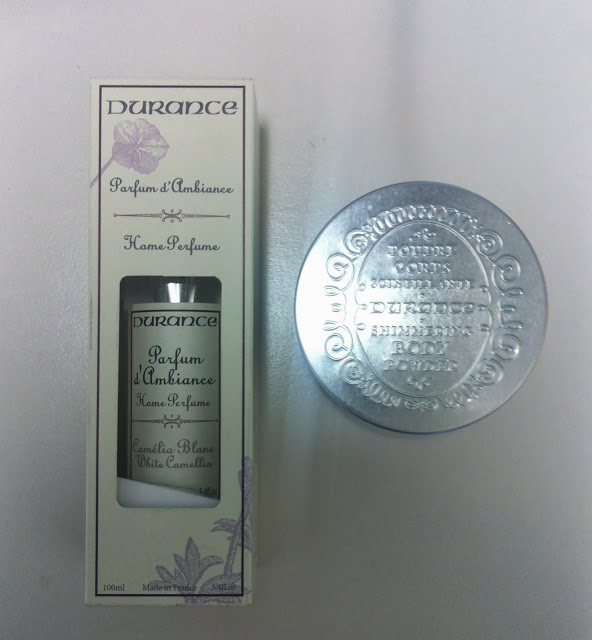 DURANCE
Parfum d'Ambiance
Home Perfume
DURANCE
Parfum
d'Ambiance
Home Perfume
Camélia Blanc
White Camellia
100ml Made in France
POUDRE
CORPS
SCINTILLANTE
DURANCE
SHIMMERING
BODY
POWDER